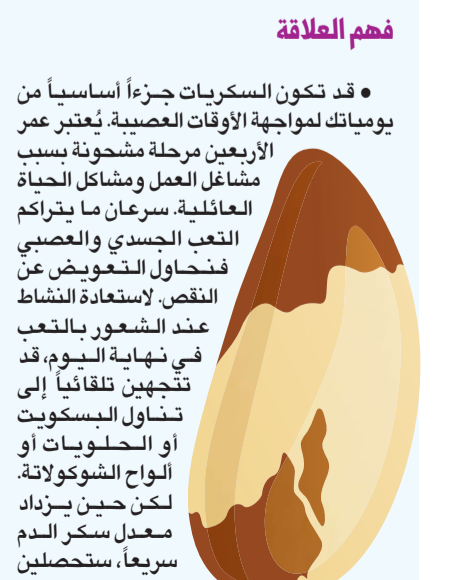 فهم العلاقة
• قد تكون السكريات جزءاً أساسياً من
يومياتك لمواجهة الأوقات العصيبة. يُعتبر عمر
الأربعين مرحلة مشحونة بسبب
مشاغل العمل ومشاكل الحياة
العائلية. سرعان ما يتراكم
التعب الجسدي والعصبي
فنحاول التعويض عن
النقص. لاستعادة النشاط
عند الشعور بالتعب
في نهاية اليوم، قد
تتجهين تلقائياً إلى
تناول البسكويت
أو الحلويات أو
ألواح الشوكولاتة.
لكن حين يزداد
معدل سكر الدم
سريعاً، ستحصلين